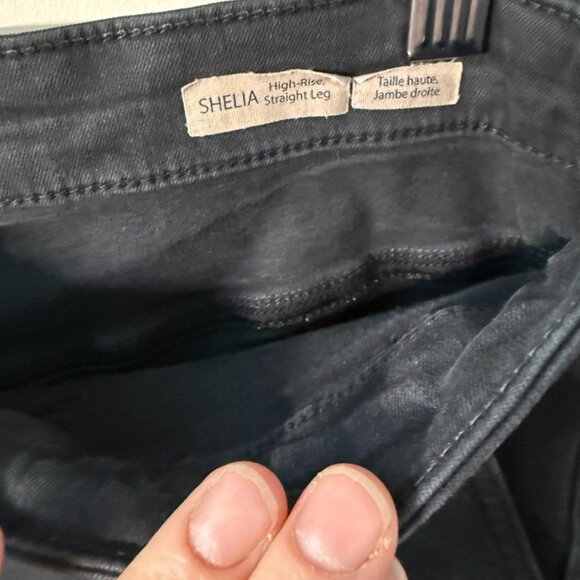 SHELIA High-Rise,
Straight Leg
Taille haute,
Jambe droite